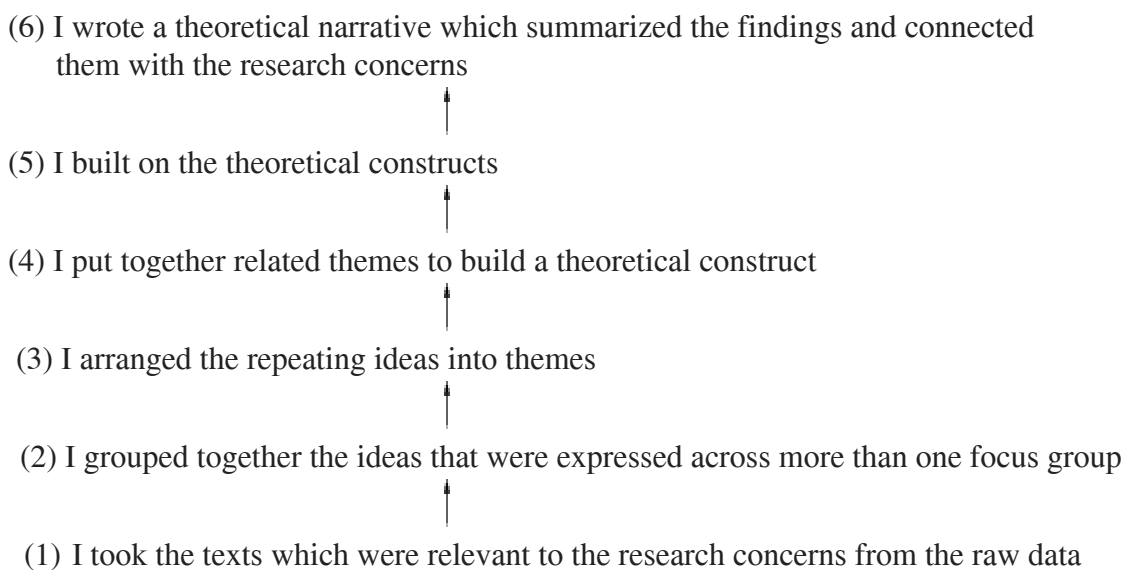 (6) I wrote a theoretical narrative which summarized the findings and connected
them with the research concerns
(5) I built on the theoretical constructs
(4) I put together related themes to build a theoretical construct
(3) I arranged the repeating ideas into themes
(2) I grouped together the ideas that were expressed across more than one focus group
(1) I took the texts which were relevant to the research concerns from the raw data